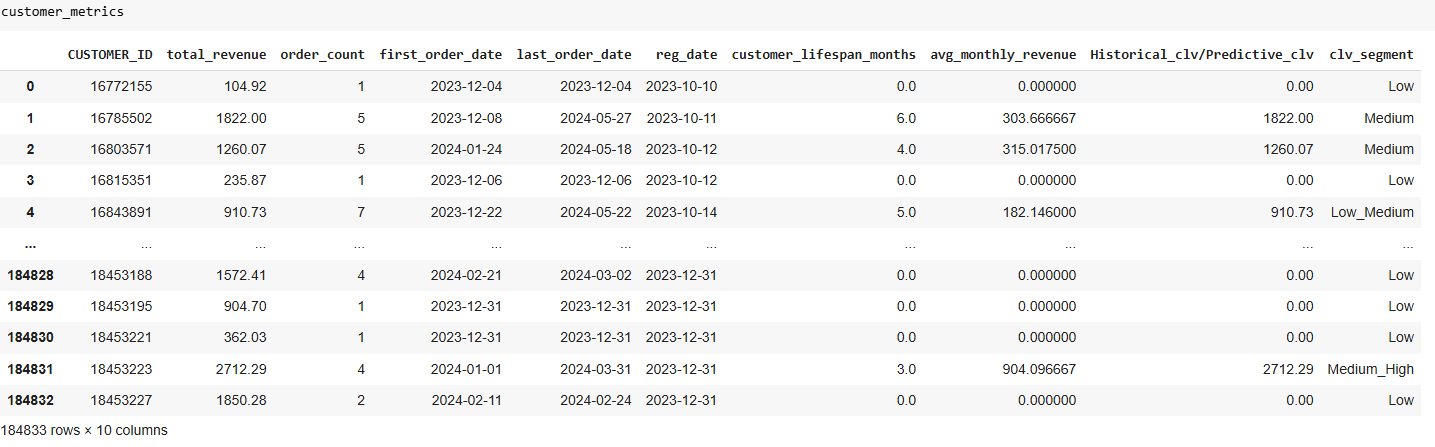 customer_metrics
CUSTOMER_ID total_revenue order_count first_order_date last_order_date reg_date customer_lifespan_months avg_monthly_revenue Historical_clv/Predictive_clv clv_segment
0 16772155 104.92 1 2023-12-04 2023-12-04 2023-10-10 0.0 0.000000 0.00 Low
1 16785502 1822.00 5 2023-12-08 2024-05-27 2023-10-11 6.0 303.666667 1822.00 Medium
2 16803571 1260.07 5 2024-01-24 2024-05-18 2023-10-12 4.0 315.017500 1260.07 Medium
3 16815351 235.87 1 2023-12-06 2023-12-06 2023-10-12 0.0 0.000000 0.00 Low
4 16843891 910.73 7 2023-12-22 2024-05-22 2023-10-14 5.0 182.146000 910.73 Low_Medium
... ... ... ... ... ... ... ... ... ... ...
184828 18453188 1572.41 4 2024-02-21 2024-03-02 2023-12-31 0.0 0.000000 0.00 Low
184829 18453195 904.70 1 2023-12-31 2023-12-31 2023-12-31 0.0 0.000000 0.00 Low
184830 18453221 362.03 1 2023-12-31 2023-12-31 2023-12-31 0.0 0.000000 0.00 Low
184831 18453223 2712.29 4 2024-01-01 2024-03-31 2023-12-31 3.0 904.096667 2712.29 Medium_High
184832 18453227 1850.28 2 2024-02-11 2024-02-24 2023-12-31 0.0 0.000000 0.00 Low
184833 rows × 10 columns